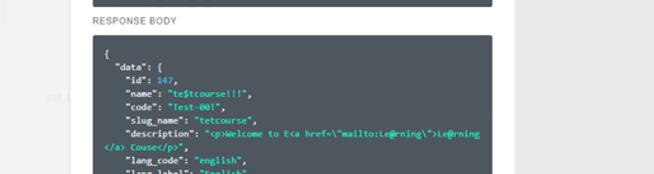 RESPONSE BODY
{
"data": {
"id": 147,
"name": "te$tcourse!!!",
"code": "Test-00!",
"slug_name": "tetcourse",
"description": "<p>Welcome to E<a href=\"mailto:Le@rning\">Le@rning
</a> Couse</p>",
"lang_code": "english",
"lang_label": "English",